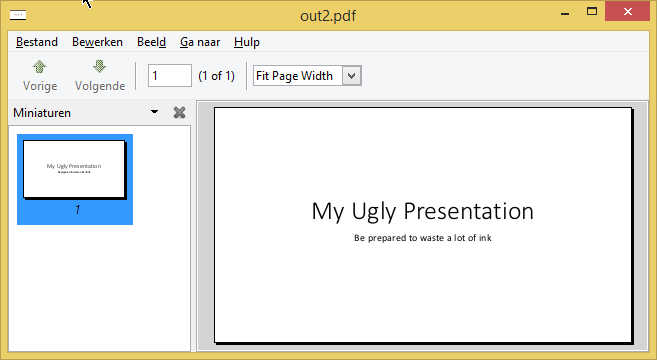 out2.pdf
Bestand Bewerken Beeld Ga naar Hulp
Vorige Volgende 1 (1 of 1) Fit Page Width
Miniaturen
My Ugly Presentation
Be prepared to waste a lot of ink
1
My Ugly Presentation
Be prepared to waste a lot of ink